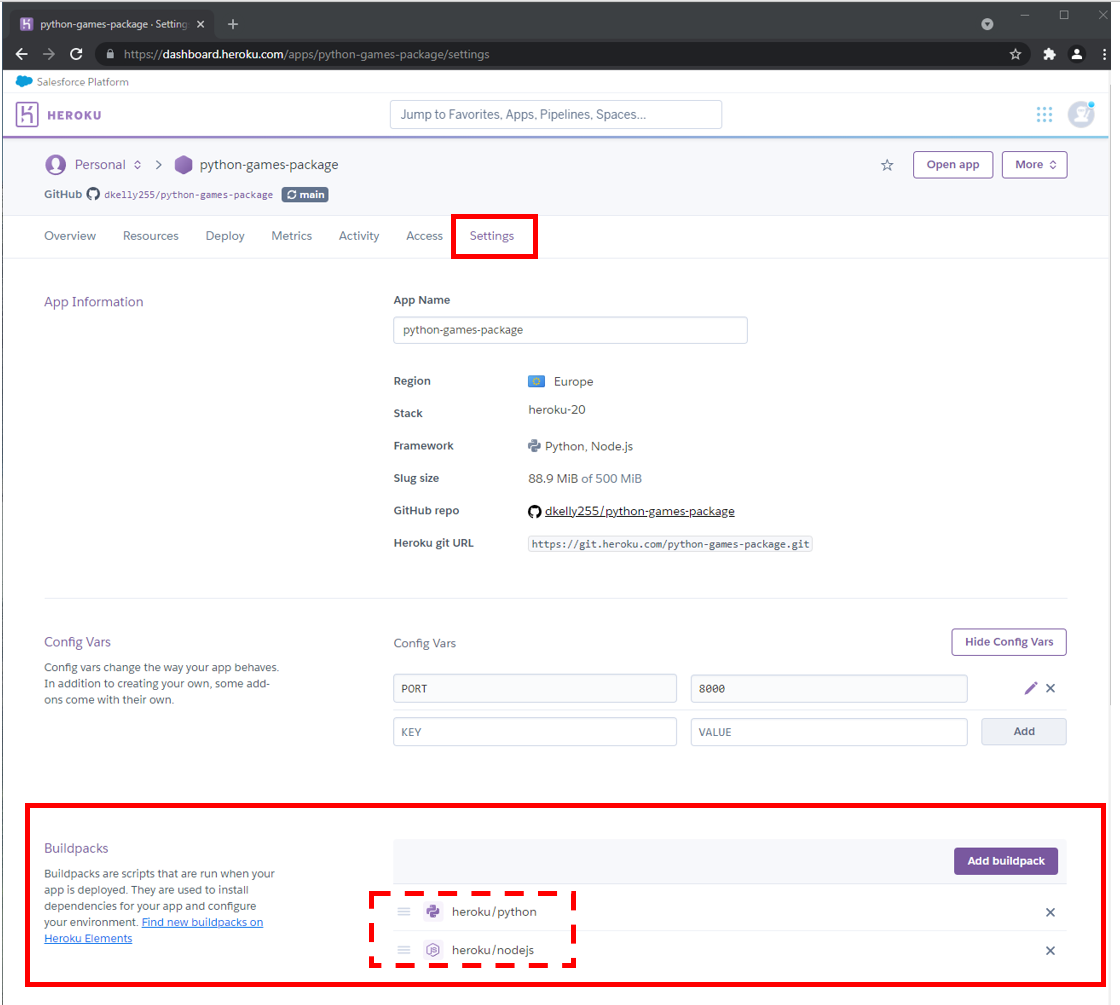 python-games-package · Setting
https://dashboard.heroku.com/apps/python-games-package/settings
Salesforce Platform
HEROKU
Jump to Favorites, Apps, Pipelines, Spaces...
Personal
python-games-package
Open app
More
GitHub dkelly255/python-games-package main
Overview Resources Deploy Metrics Activity Access Settings
App Information
App Name
python-games-package
Region Europe
Stack heroku-20
Framework Python, Node.js
Slug size 88.9 MiB of 500 MiB
GitHub repo dkelly255/python-games-package
Heroku git URL https://git.heroku.com/python-games-package.git
Config Vars
Config vars change the way your app behaves.
In addition to creating your own, some add-
ons come with their own.
Config Vars
Hide Config Vars
PORT 8000
KEY VALUE Add
Buildpacks
Buildpacks are scripts that are run when your
app is deployed. They are used to install
dependencies for your app and configure
your environment. Find new buildpacks on
Heroku Elements
Add buildpack
heroku/python
heroku/nodejs